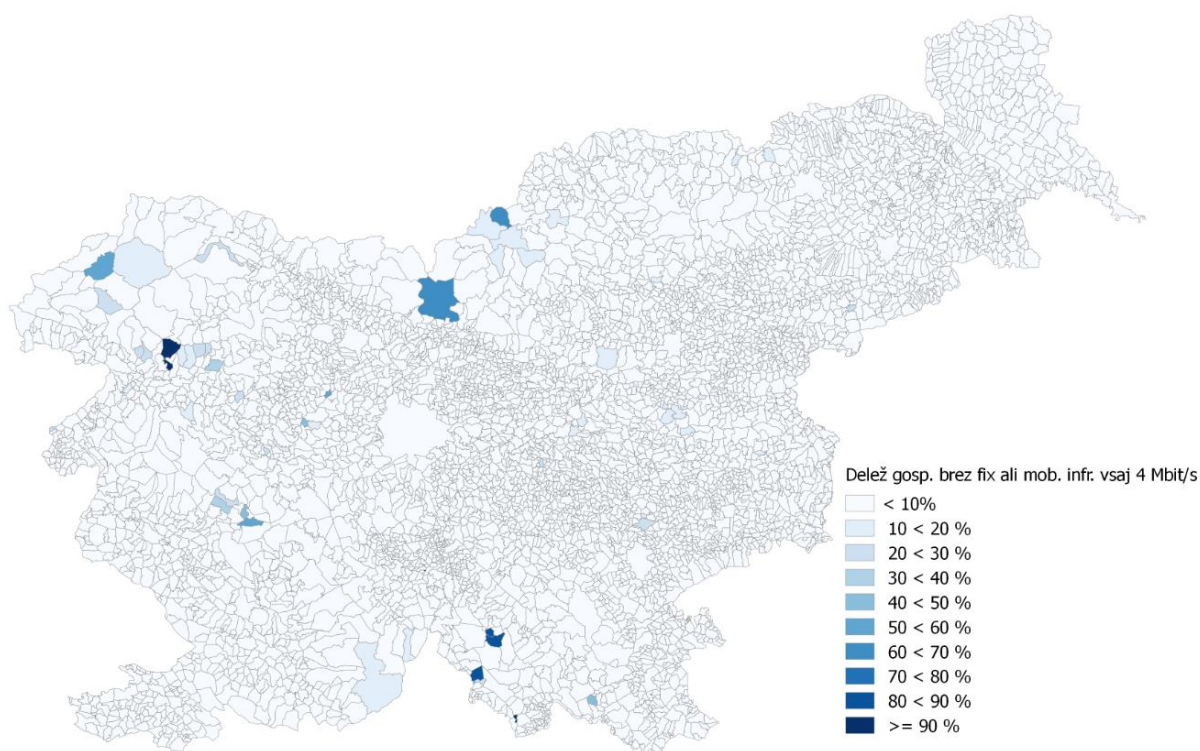 Delež gosp. brez fix ali mob. infr. vsaj 4 Mbit/s
< 10%
10 < 20 %
20 < 30 %
30 < 40 %
40 < 50 %
50 < 60 %
60 < 70 %
70 < 80 %
80 < 90 %
>= 90 %